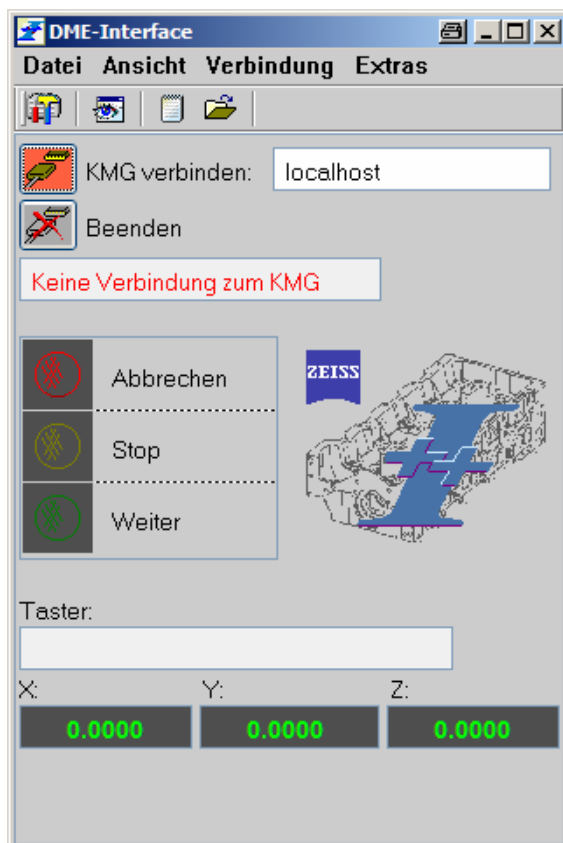 DME-Interface
Datei Ansicht Verbindung Extras
KMG verbinden: localhost
Beenden
Keine Verbindung zum KMG
Abbrechen
ZEISS
Stop
Weiter
Taster:
X: Y: Z:
0.0000 0.0000 0.0000